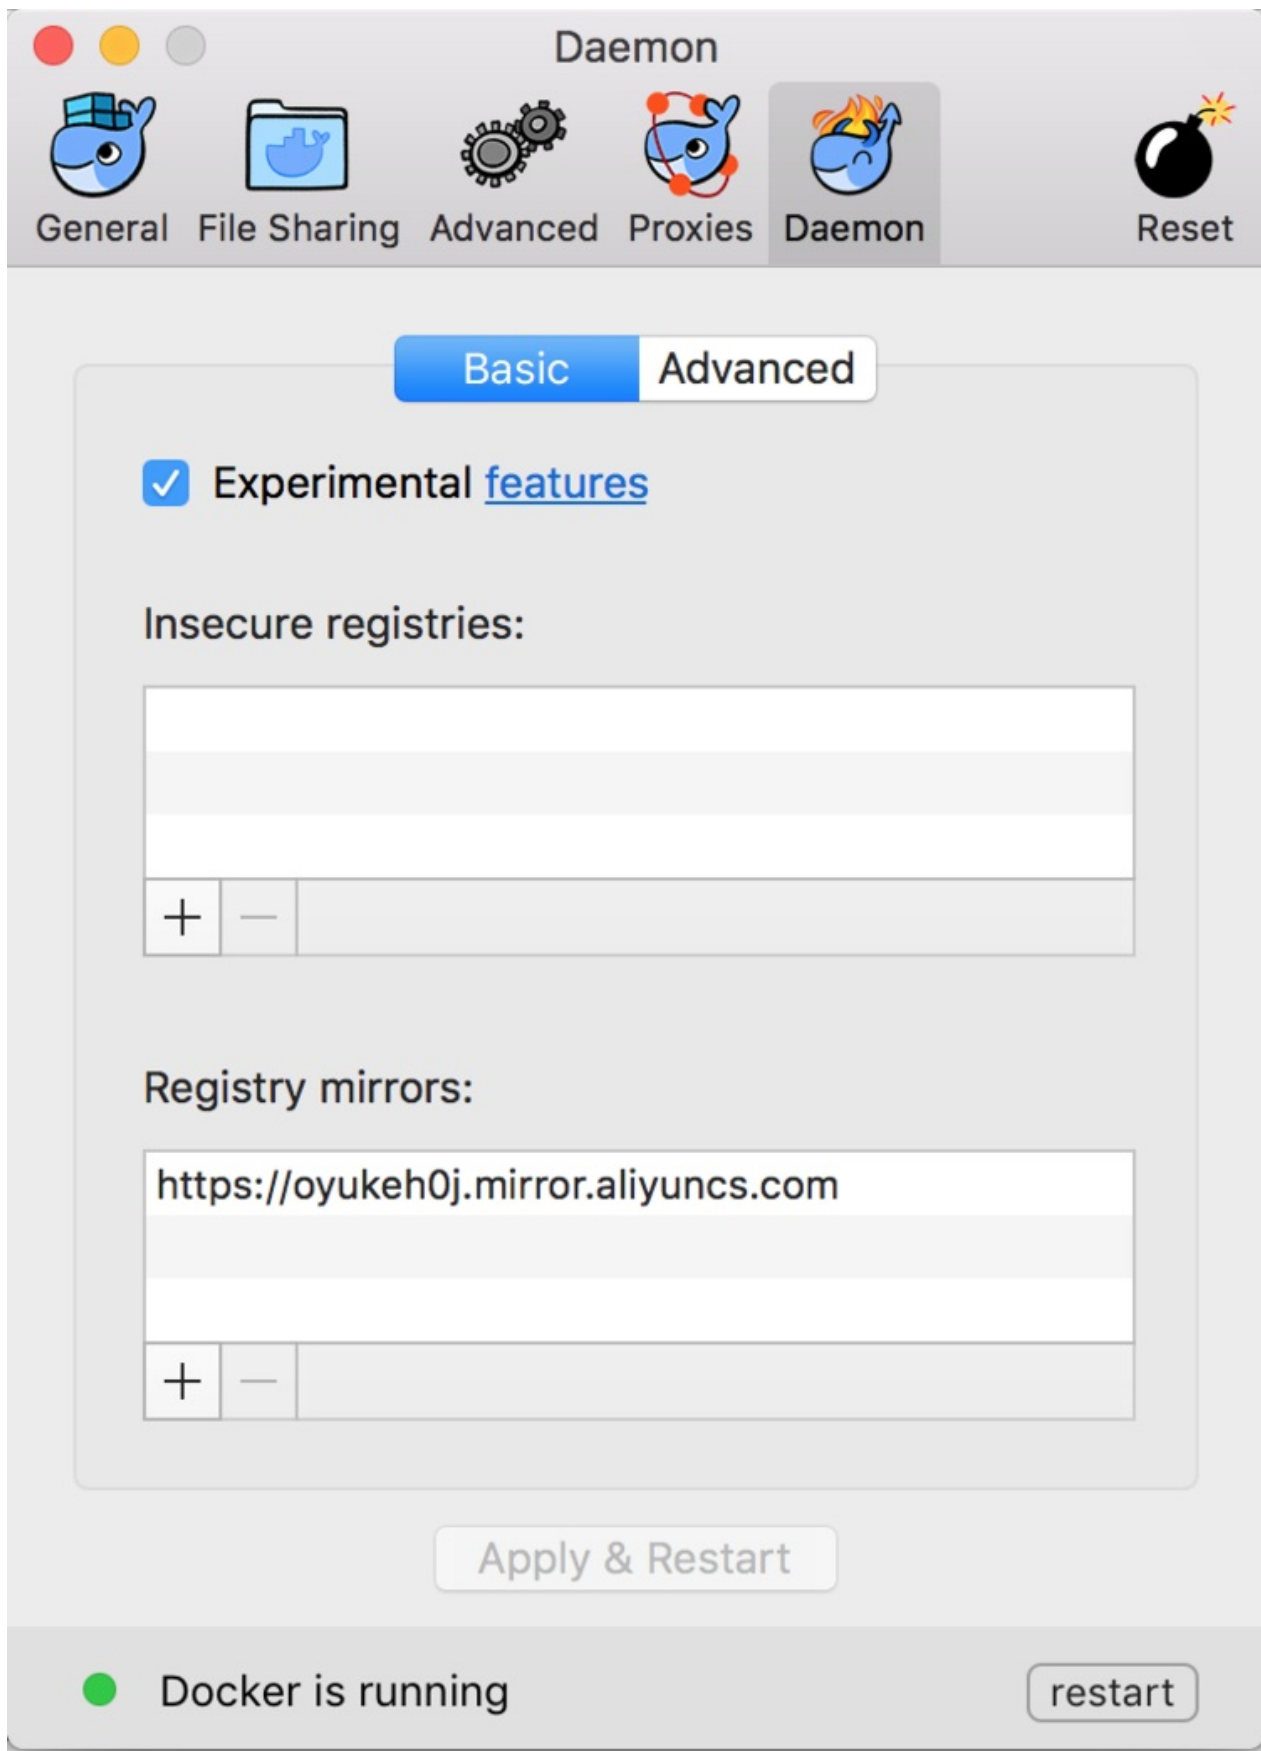 Daemon
General File Sharing Advanced Proxies Daemon Reset
Basic Advanced
Experimental features
Insecure registries:
Registry mirrors:
https://oyukeh0j.mirror.aliyuncs.com
Apply & Restart
Docker is running restart